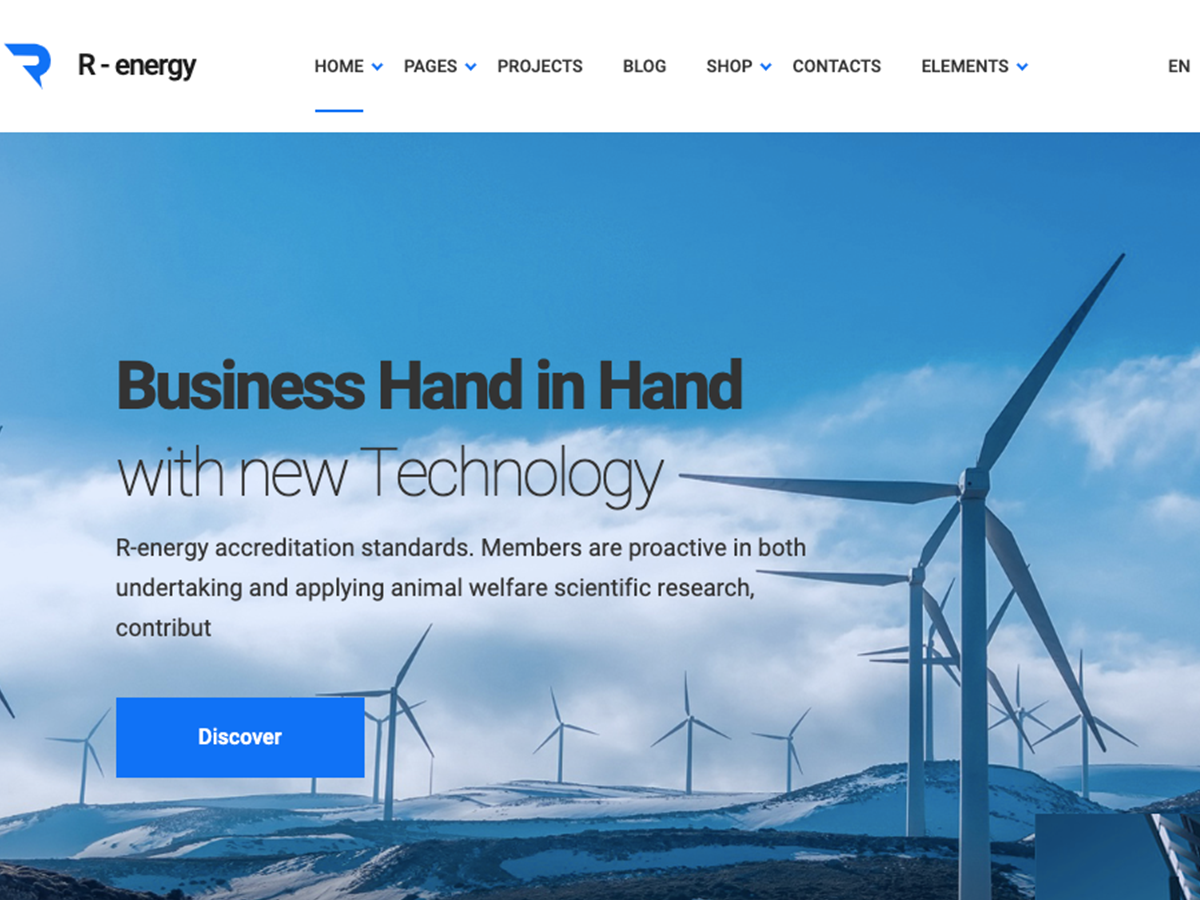 R - energy
HOME
PAGES
PROJECTS
BLOG
SHOP
CONTACTS
ELEMENTS
EN
Business Hand in Hand
with new Technology
R-energy accreditation standards. Members are proactive in both
undertaking and applying animal welfare scientific research,
contribut
Discover